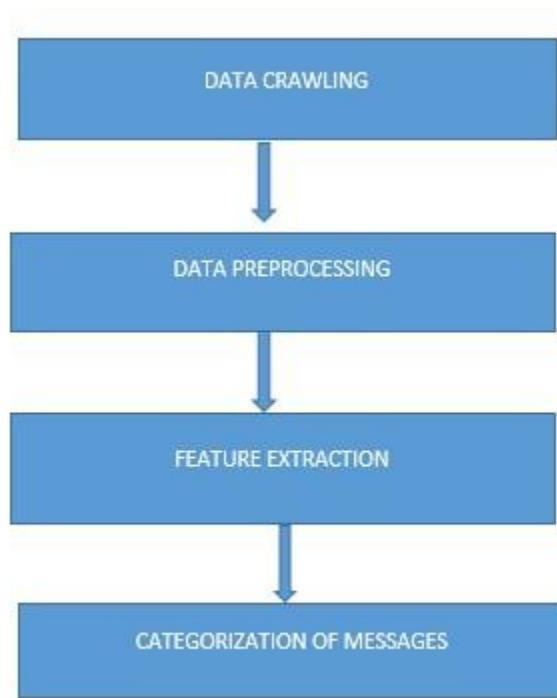 DATA CRAWLING
DATA PREPROCESSING
FEATURE EXTRACTION
CATEGORIZATION OF MESSAGES